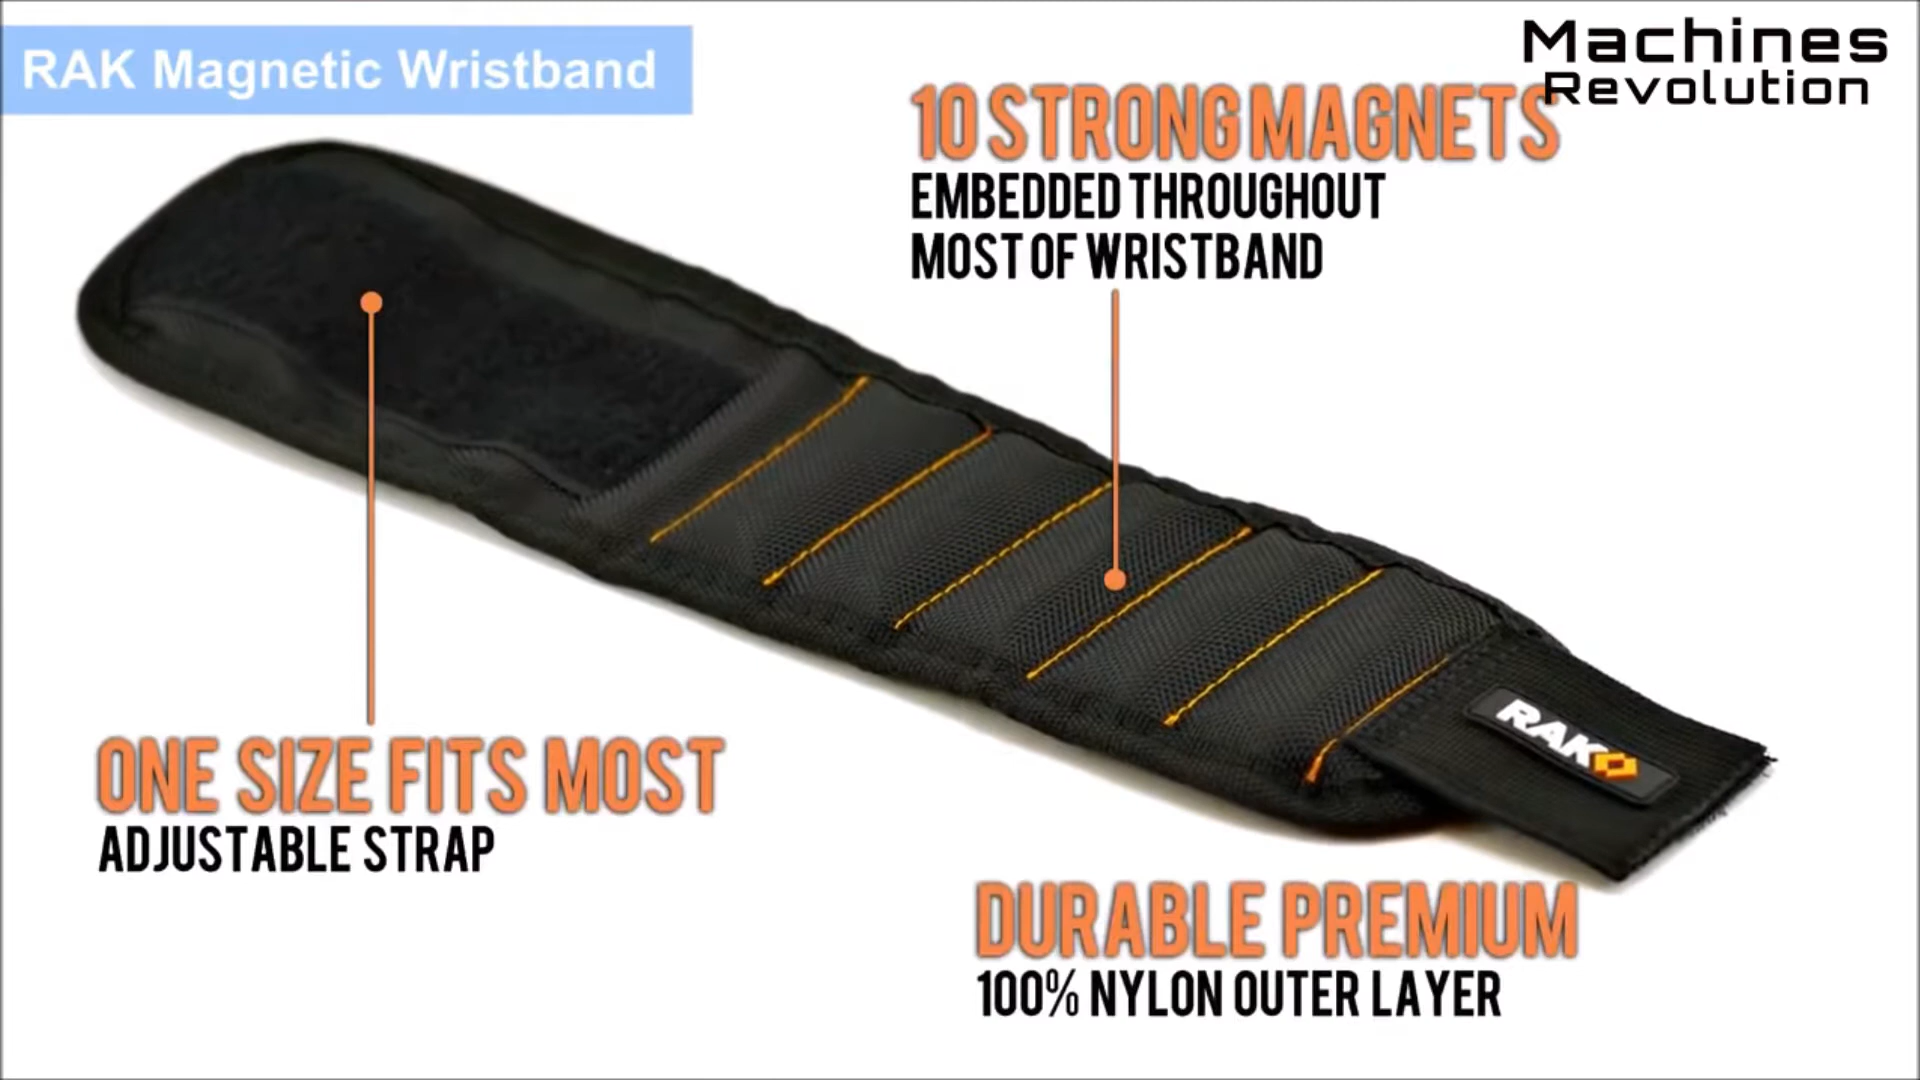 RAK Magnetic Wristband
Machines
Revolution
10 STRONG MAGNETS
EMBEDDED THROUGHOUT
MOST OF WRISTBAND
RAK
ONE SIZE FITS MOST
ADJUSTABLE STRAP
DURABLE PREMIUM
100% NYLON OUTER LAYER